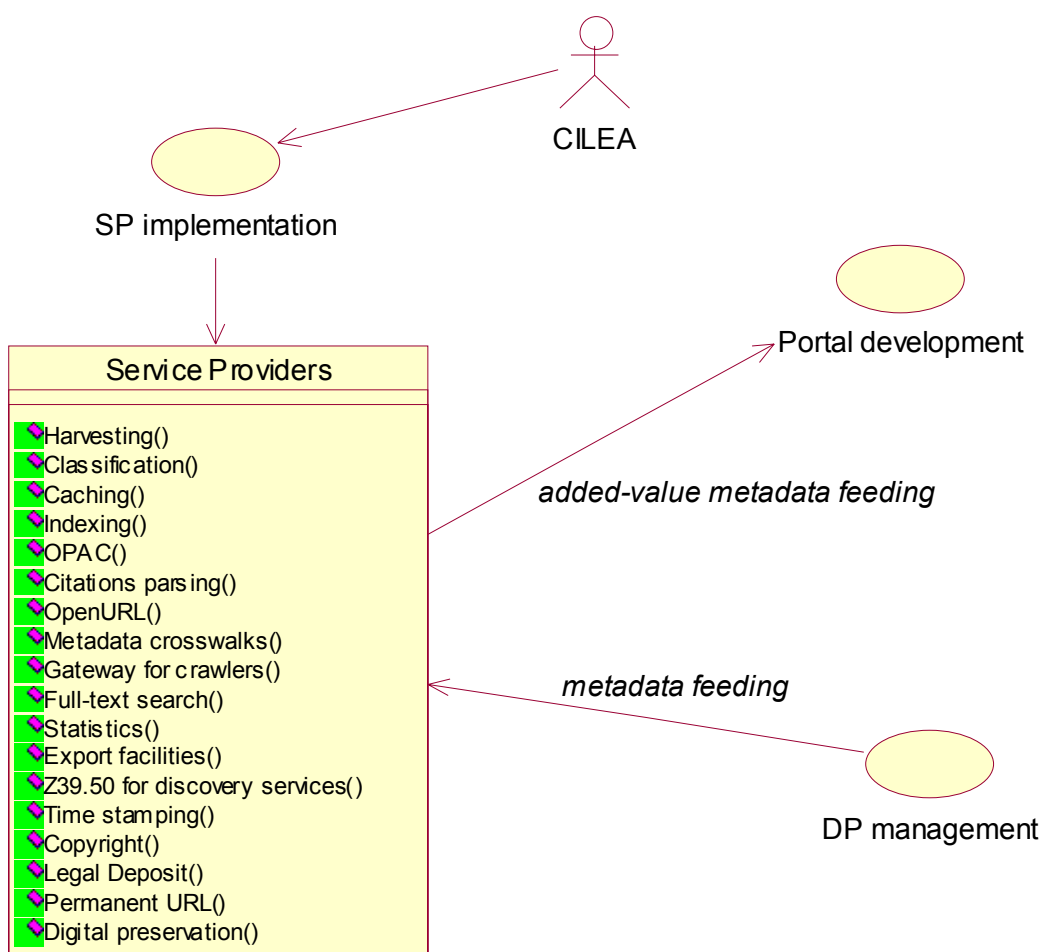 CILEA
SP implementation
Portal development
Service Providers
Harvesting()
Classification()
Caching()
Indexing()
OPAC()
Citations parsing()
OpenURL()
Metadata crosswalks()
Gateway for crawlers()
Full-text search()
Statistics()
Export facilities()
Z39.50 for discovery services()
Time stamping()
Copyright()
Legal Deposit()
Permanent URL()
Digital preservation()
added-value metadata feeding
metadata feeding
DP management